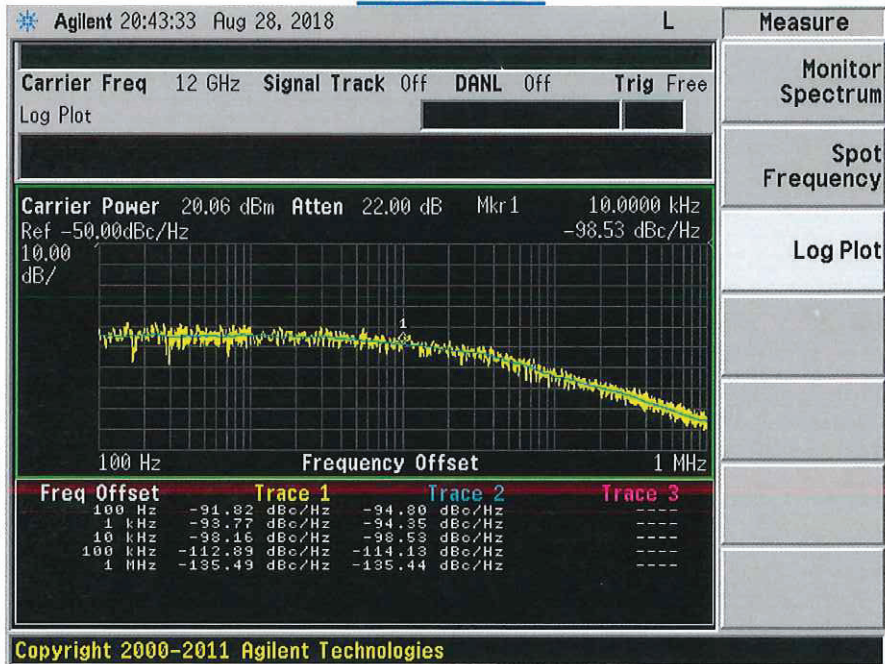 Agilent 20:43:33 Aug 28, 2018 L
Measure
Monitor
Spectrum
Carrier Freq 12 GHz Signal Track Off DANL Off Trig Free
Log Plot
Spot
Frequency
Carrier Power 20.06 dBm Atten 22.00 dB Mkr1 10.0000 kHz
Ref -50.00dBc/Hz -98.53 dBc/Hz
Log Plot
10.00
dB/
1
100 Hz Frequency Offset 1 MHz
Freq Offset Trace 1 Trace 2 Trace 3
100 Hz -91.82 dBc/Hz -94.80 dBc/Hz ----
1 kHz -93.77 dBc/Hz -94.35 dBc/Hz ----
10 kHz -98.16 dBc/Hz -98.53 dBc/Hz ----
100 kHz -112.89 dBc/Hz -114.13 dBc/Hz ----
1 MHz -135.49 dBc/Hz -135.44 dBc/Hz ----
Copyright 2000-2011 Agilent Technologies